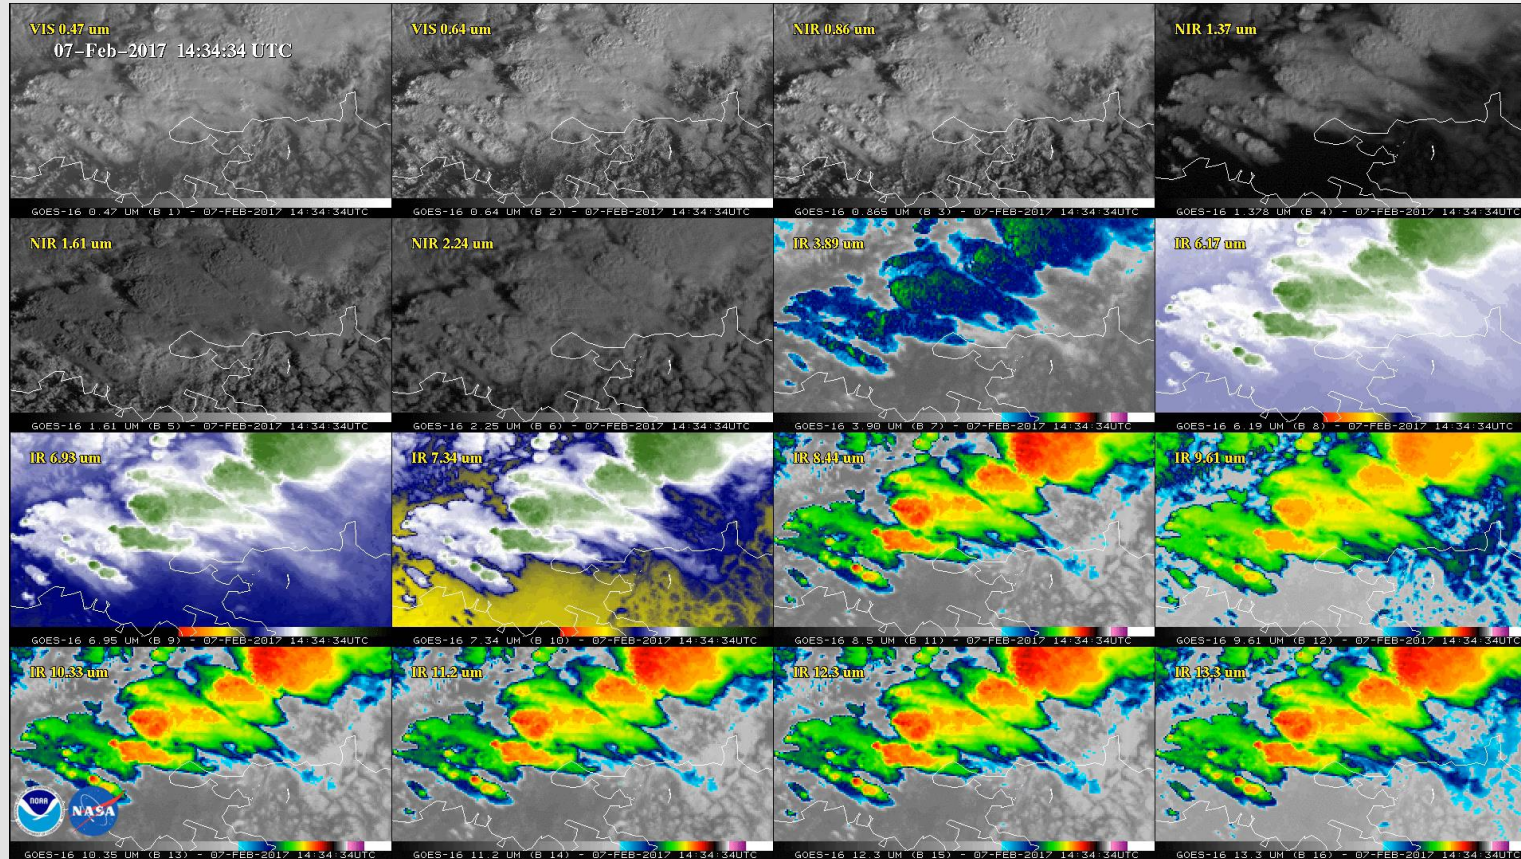 VIS 0.47 um
07-Feb-2017 14:34:34 UTC
VIS 0.64 um
NIR 0.86 um
NIR 1.37 um
GOES-16 0.47 UM (B 1) - 07-FEB-2017 14:34:34UTC
GOES-16 0.64 UM (B 2) - 07-FEB-2017 14:34:34UTC
GOES-16 0.865 UM (B 3) - 07-FEB-2017 14:34:34UTC
GOES-16 1.378 UM (B 4) - 07-FEB-2017 14:34:34UTC
NIR 1.61 um
NIR 2.24 um
IR 3.89 um
IR 6.17 um
GOES-16 1.61 UM (B 5) - 07-FEB-2017 14:34:34UTC
GOES-16 2.25 UM (B 6) - 07-FEB-2017 14:34:34UTC
GOES-16 3.90 UM (B 7) - 07-FEB-2017 14:34:34UTC
GOES-16 6.19 UM (B 8) - 07-FEB-2017 14:34:34UTC
IR 6.93 um
IR 7.34 um
IR 8.44 um
IR 9.61 um
GOES-16 6.95 UM (B 9) - 07-FEB-2017 14:34:34UTC
GOES-16 7.34 UM (B 10) - 07-FEB-2017 14:34:34UTC
GOES-16 8.5 UM (B 11) - 07-FEB-2017 14:34:34UTC
GOES-16 9.61 UM (B 12) - 07-FEB-2017 14:34:34UTC
IR 10.33 um
IR 11.2 um
IR 12.3 um
IR 13.3 um
NOAA
NASA
GOES-16 10.35 UM (B 13) - 07-FEB-2017 14:34:34UTC
GOES-16 11.2 UM (B 14) - 07-FEB-2017 14:34:34UTC
GOES-16 12.3 UM (B 15) - 07-FEB-2017 14:34:34UTC
GOES-16 13.3 UM (B 16) - 07-FEB-2017 14:34:34UTC